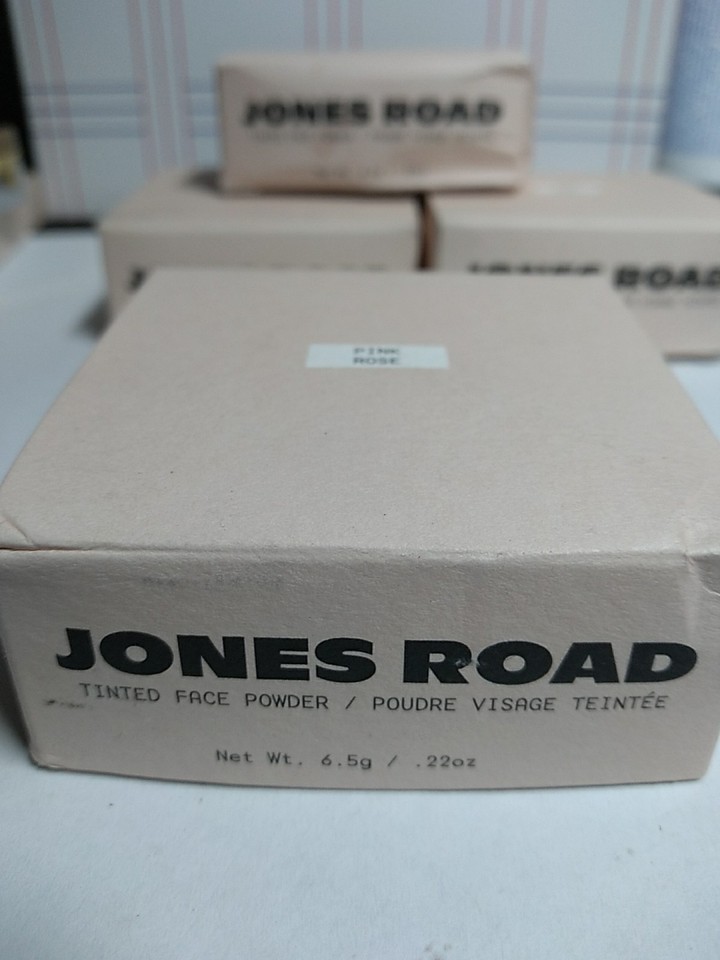 JONES ROAD
JONES ROAD
PINK
ROSE
JONES ROAD
TINTED FACE POWDER / POUDRE VISAGE TEINTÉE
Net Wt. 6.5g / .22oz